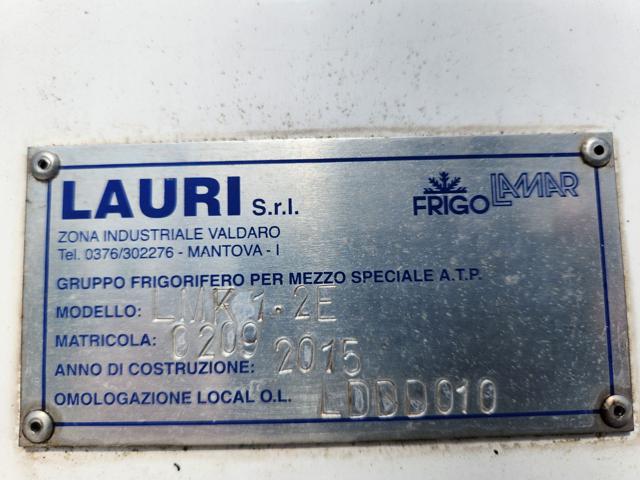 LAURI S.r.l.
FRIGO LAMAR
ZONA INDUSTRIALE VALDARO
Tel. 0376/302276 - MANTOVA - I
GRUPPO FRIGORIFERO PER MEZZO SPECIALE A.T.P.
MODELLO: LMK 1.2E
MATRICOLA: 0209
ANNO DI COSTRUZIONE: 2015
OMOLOGAZIONE LOCAL O.L. LDDD010